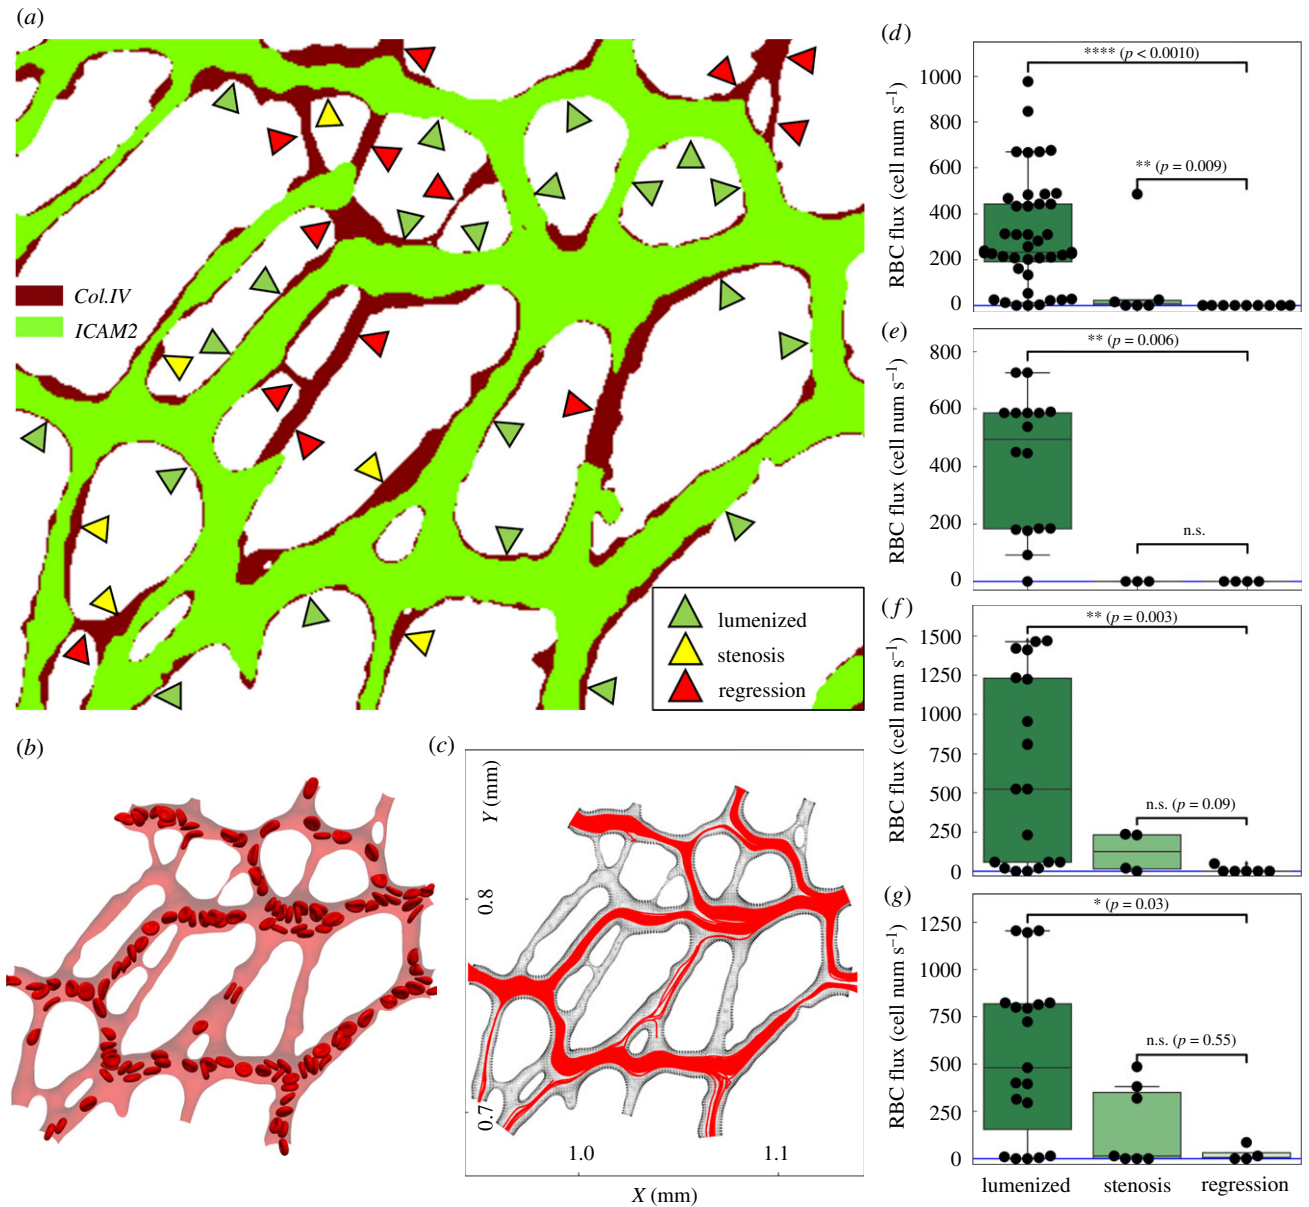 (a)
Col.IV
ICAM2
lumenized
stenosis
regression
(b)
(c)
Y (mm)
0.8
0.7
1.0
1.1
X (mm)
(d)
RBC flux (cell num s⁻¹)
1000
800
600
400
200
0
**** (p < 0.0010)
** (p = 0.009)
(e)
RBC flux (cell num s⁻¹)
800
600
400
200
0
** (p = 0.006)
n.s.
(f)
RBC flux (cell num s⁻¹)
1500
1250
1000
750
500
250
0
** (p = 0.003)
n.s. (p = 0.09)
(g)
RBC flux (cell num s⁻¹)
1250
1000
750
500
250
0
* (p = 0.03)
n.s. (p = 0.55)
lumenized
stenosis
regression